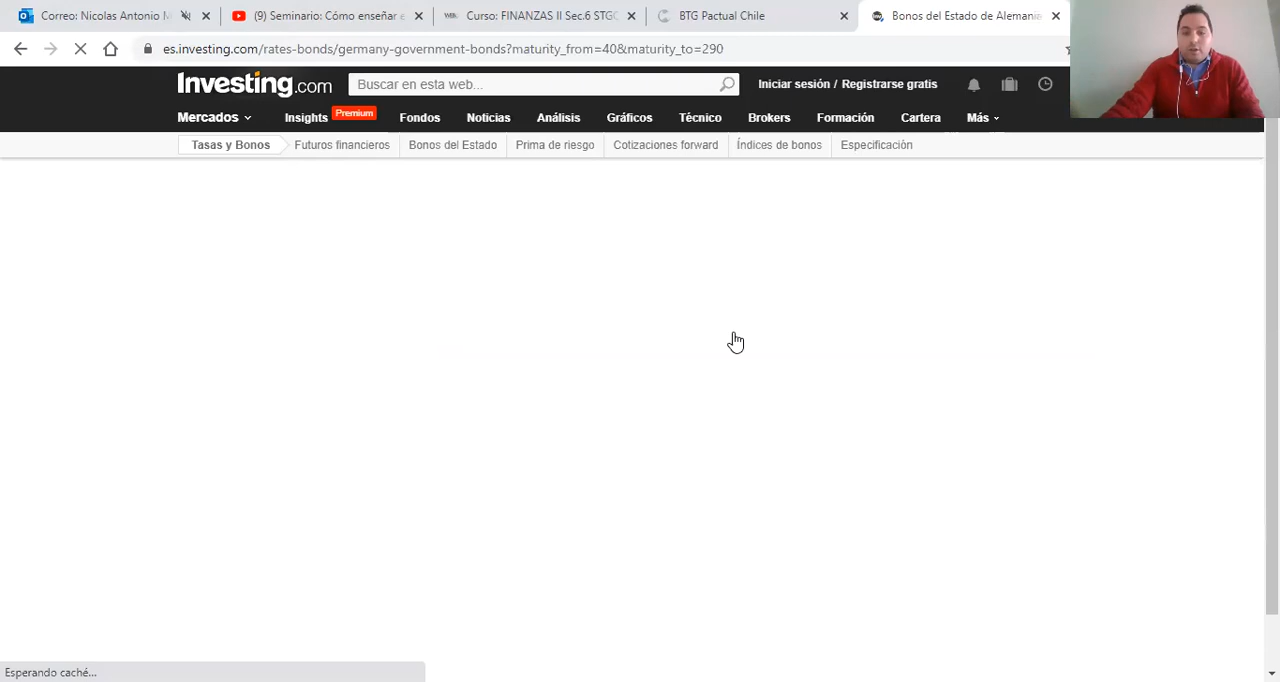 Correo: Nicolas Antonio M
(9) Seminario: Cómo enseñar e
Curso: FINANZAS II Sec.6 STGO
BTG Pactual Chile
Bonos del Estado de Alemania
es.investing.com/rates-bonds/germany-government-bonds?maturity_from=40&maturity_to=290
Investing.com
Buscar en esta web...
Iniciar sesión / Registrarse gratis
Mercados
Insights
Premium
Fondos
Noticias
Análisis
Gráficos
Técnico
Brokers
Formación
Cartera
Más
Tasas y Bonos
Futuros financieros
Bonos del Estado
Prima de riesgo
Cotizaciones forward
Índices de bonos
Especificación
Esperando caché...